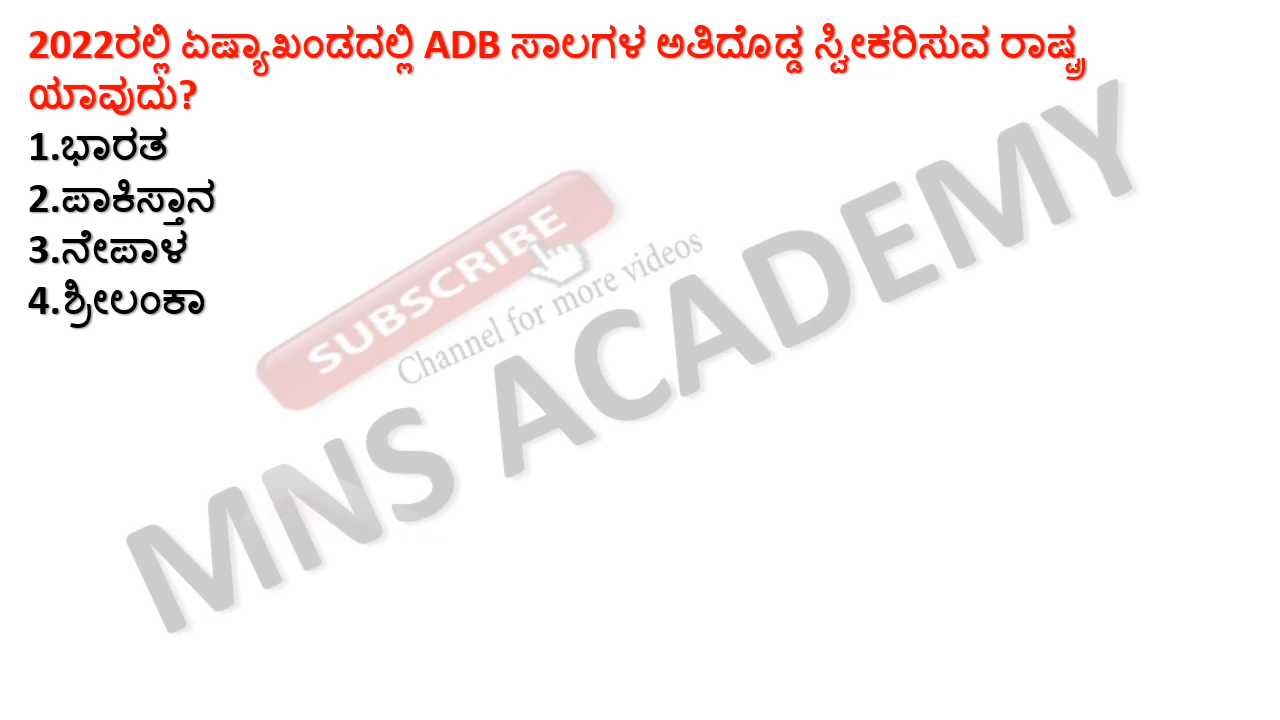 2022ರಲ್ಲಿ ಏಷ್ಯಾಖಂಡದಲ್ಲಿ ADB ಸಾಲಗಳ ಅತಿದೊಡ್ಡ ಸ್ವೀಕರಿಸುವ ರಾಷ್ಟ್ರ
ಯಾವುದು?
1.ಭಾರತ
2.ಪಾಕಿಸ್ತಾನ
3.ನೇಪಾಳ
4.ಶ್ರೀಲಂಕಾ
SUBSCRIBE
Channel for more videos
MNS ACADEMY